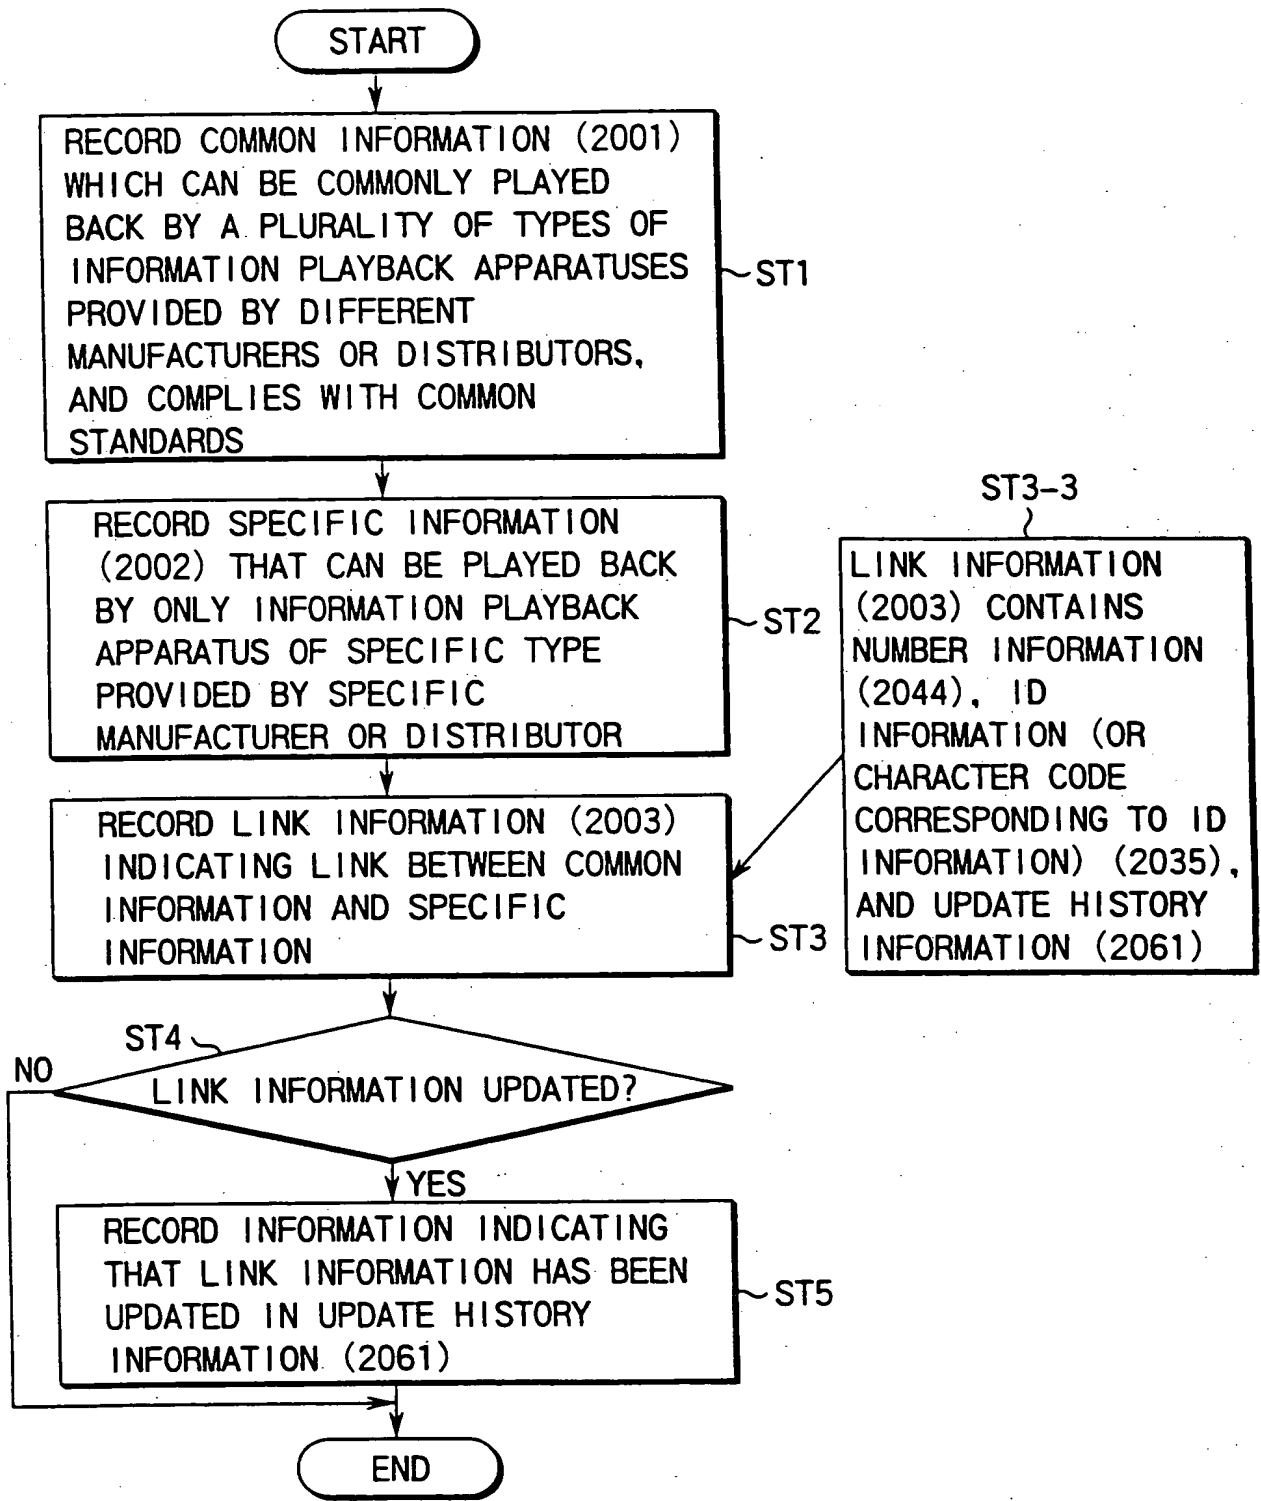 START
RECORD COMMON INFORMATION (2001)
WHICH CAN BE COMMONLY PLAYED
BACK BY A PLURALITY OF TYPES OF
INFORMATION PLAYBACK APPARATUSES
PROVIDED BY DIFFERENT
MANUFACTURERS OR DISTRIBUTORS,
AND COMPLIES WITH COMMON
STANDARDS
ST1
RECORD SPECIFIC INFORMATION
(2002) THAT CAN BE PLAYED BACK
BY ONLY INFORMATION PLAYBACK
APPARATUS OF SPECIFIC TYPE
PROVIDED BY SPECIFIC
MANUFACTURER OR DISTRIBUTOR
ST2
ST3-3
LINK INFORMATION
(2003) CONTAINS
NUMBER INFORMATION
(2044), ID
INFORMATION (OR
CHARACTER CODE
CORRESPONDING TO ID
INFORMATION) (2035),
AND UPDATE HISTORY
INFORMATION (2061)
RECORD LINK INFORMATION (2003)
INDICATING LINK BETWEEN COMMON
INFORMATION AND SPECIFIC
INFORMATION
ST3
ST4
NO
LINK INFORMATION UPDATED?
YES
RECORD INFORMATION INDICATING
THAT LINK INFORMATION HAS BEEN
UPDATED IN UPDATE HISTORY
INFORMATION (2061)
ST5
END